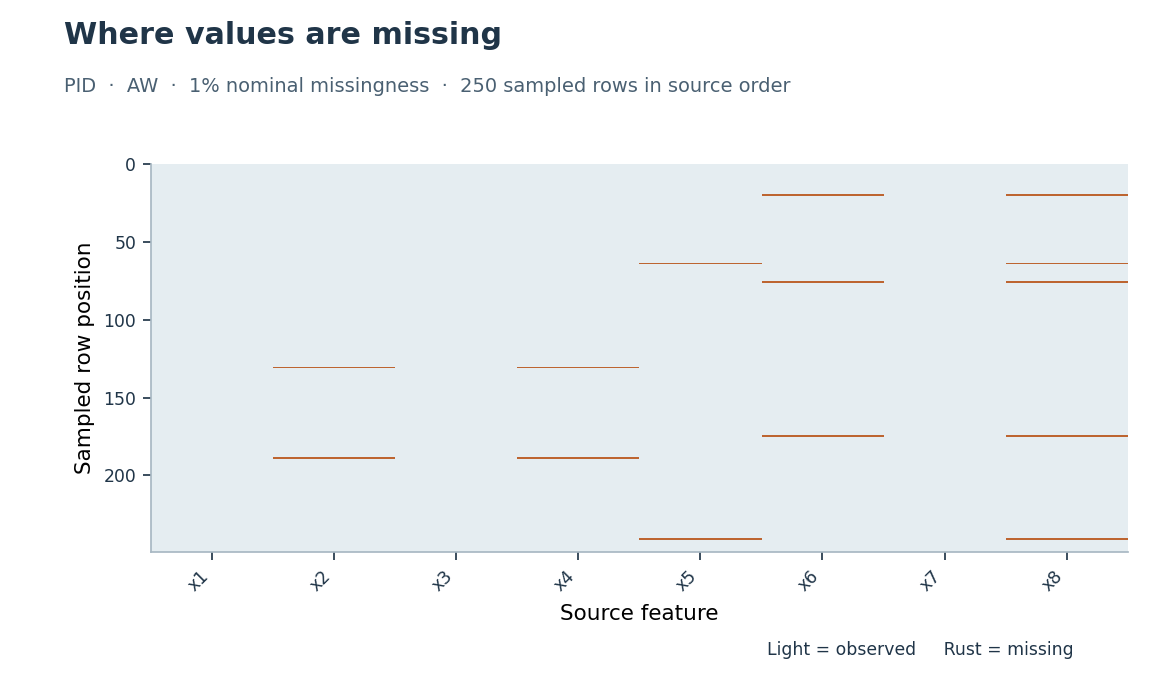 Where values are missing
PID · AW · 1% nominal missingness · 250 sampled rows in source order
0
50
100
150
200
Sampled row position
x1 x2 x3 x4 x5 x6 x7 x8
Source feature
Light = observed Rust = missing